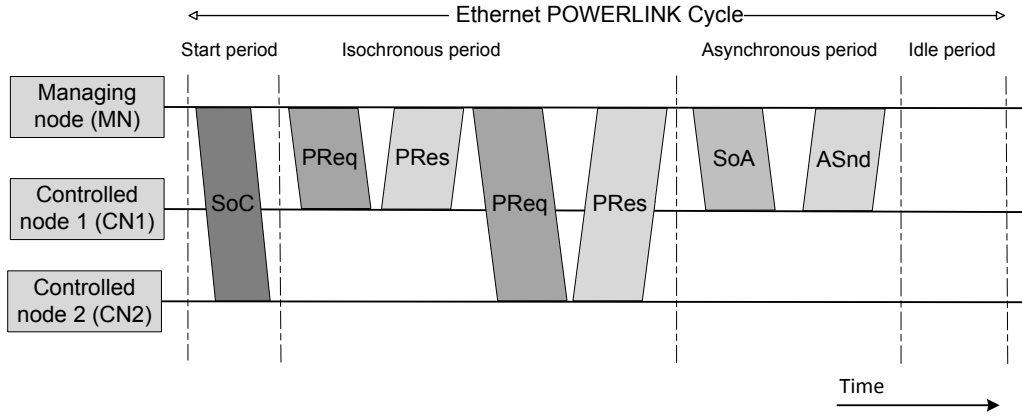 Ethernet POWERLINK Cycle
Start period
Isochronous period
Asynchronous period
Idle period
Managing
node (MN)
PReq
PRes
SoA
ASnd
Controlled
node 1 (CN1)
SoC
PReq
PRes
Controlled
node 2 (CN2)
Time